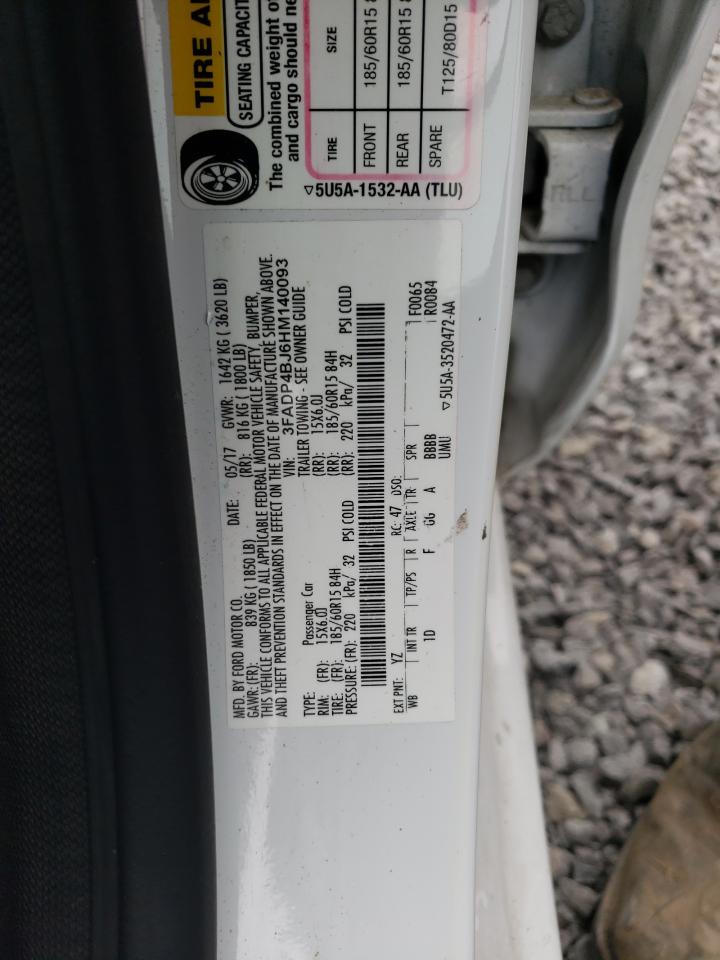 TIRE A
SEATING CAPACIT
The combined weight of
and cargo should ne
TIRE SIZE
FRONT 185/60R15 8
REAR 185/60R15 8
SPARE T125/80D15
▽5U5A-1532-AA (TLU)
MFD. BY FORD MOTOR CO. DATE: 05/17 GVWR: 1642 KG ( 3620 LB)
GAWR: (FR): 839 KG ( 1850 LB) (RR): 816 KG ( 1800 LB)
THIS VEHICLE CONFORMS TO ALL APPLICABLE FEDERAL MOTOR VEHICLE SAFETY, BUMPER,
AND THEFT PREVENTION STANDARDS IN EFFECT ON THE DATE OF MANUFACTURE SHOWN ABOVE.
VIN: 3FADP4BJ6HM140093
TYPE: Passenger Car TRAILER TOWING - SEE OWNER GUIDE
RIM: (FR): 15X6.0J (RR): 15X6.0J
TIRE: (FR): 185/60R15 84H (RR): 185/60R15 84H
PRESSURE: (FR): 220 kPa/ 32 PSI COLD (RR): 220 kPa/ 32 PSI COLD
EXT PNT: YZ RC: 47 DSO: F0065
WB INT TR TP/PS R AXLE TR SPR R0084
1D F GG A BBBB
UMU ▽5U5A-3520472-AA